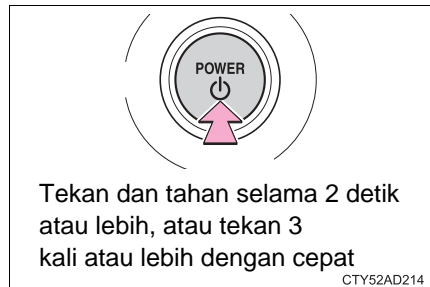 POWER
Tekan dan tahan selama 2 detik
atau lebih, atau tekan 3
kali atau lebih dengan cepat
CTY52AD214